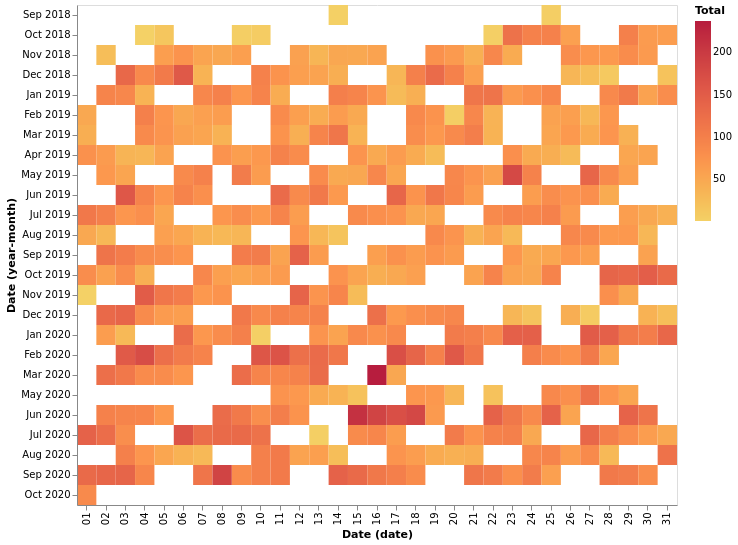 Total
200
150
100
50
Date (year-month)
Sep 2018
Oct 2018
Nov 2018
Dec 2018
Jan 2019
Feb 2019
Mar 2019
Apr 2019
May 2019
Jun 2019
Jul 2019
Aug 2019
Sep 2019
Oct 2019
Nov 2019
Dec 2019
Jan 2020
Feb 2020
Mar 2020
May 2020
Jun 2020
Jul 2020
Aug 2020
Sep 2020
Oct 2020
01 02 03 04 05 06 07 08 09 10 11 12 13 14 15 16 17 18 19 20 21 22 23 24 25 26 27 28 29 30 31
Date (date)